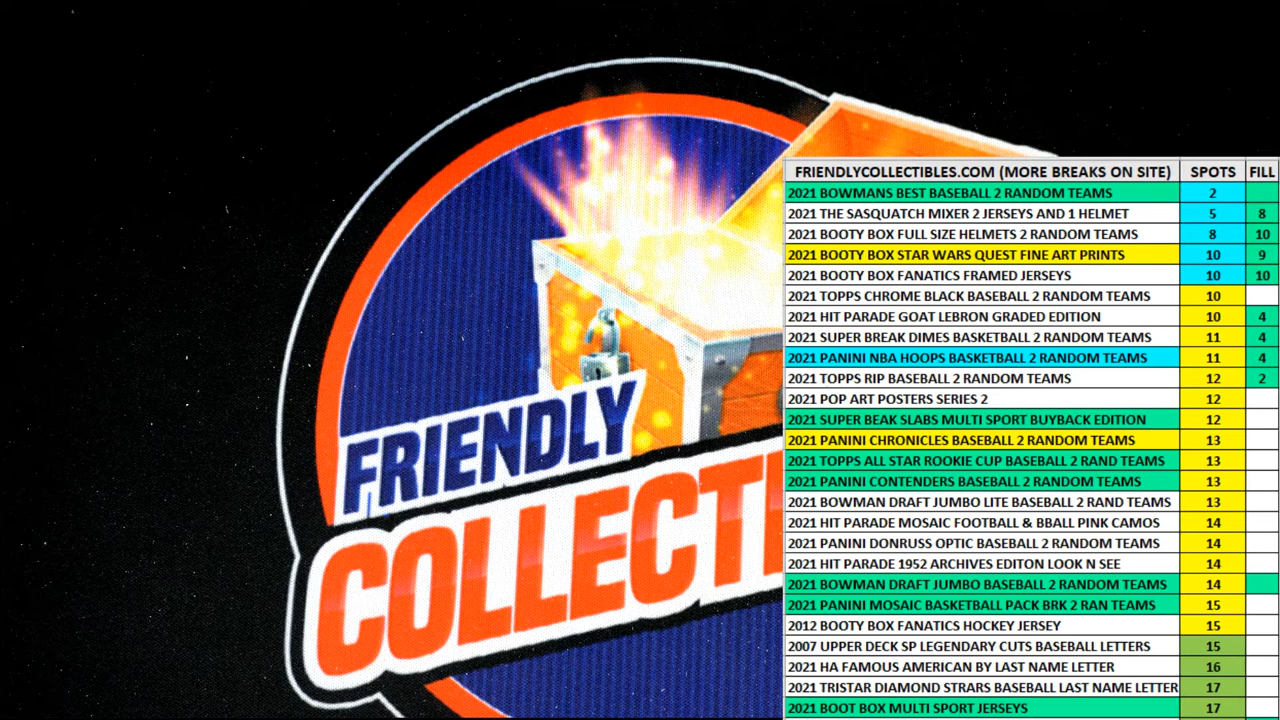 FRIENDLY
COLLECTI
FRIENDLYCOLLECTIBLES.COM (MORE BREAKS ON SITE) SPOTS FILL
2021 BOWMANS BEST BASEBALL 2 RANDOM TEAMS 2
2021 THE SASQUATCH MIXER 2 JERSEYS AND 1 HELMET 5 8
2021 BOOTY BOX FULL SIZE HELMETS 2 RANDOM TEAMS 8 10
2021 BOOTY BOX STAR WARS QUEST FINE ART PRINTS 10 9
2021 BOOTY BOX FANATICS FRAMED JERSEYS 10 10
2021 TOPPS CHROME BLACK BASEBALL 2 RANDOM TEAMS 10
2021 HIT PARADE GOAT LEBRON GRADED EDITION 10 4
2021 SUPER BREAK DIMES BASKETBALL 2 RANDOM TEAMS 11 4
2021 PANINI NBA HOOPS BASKETBALL 2 RANDOM TEAMS 11 4
2021 TOPPS RIP BASEBALL 2 RANDOM TEAMS 12 2
2021 POP ART POSTERS SERIES 2 12
2021 SUPER BEAK SLABS MULTI SPORT BUYBACK EDITION 12
2021 PANINI CHRONICLES BASEBALL 2 RANDOM TEAMS 13
2021 TOPPS ALL STAR ROOKIE CUP BASEBALL 2 RAND TEAMS 13
2021 PANINI CONTENDERS BASEBALL 2 RANDOM TEAMS 13
2021 BOWMAN DRAFT JUMBO LITE BASEBALL 2 RAND TEAMS 13
2021 HIT PARADE MOSAIC FOOTBALL & BBALL PINK CAMOS 14
2021 PANINI DONRUSS OPTIC BASEBALL 2 RANDOM TEAMS 14
2021 HIT PARADE 1952 ARCHIVES EDITON LOOK N SEE 14
2021 BOWMAN DRAFT JUMBO BASEBALL 2 RANDOM TEAMS 14
2021 PANINI MOSAIC BASKETBALL PACK BRK 2 RAN TEAMS 15
2012 BOOTY BOX FANATICS HOCKEY JERSEY 15
2007 UPPER DECK SP LEGENDARY CUTS BASEBALL LETTERS 15
2021 HA FAMOUS AMERICAN BY LAST NAME LETTER 16
2021 TRISTAR DIAMOND STRARS BASEBALL LAST NAME LETTER 17
2021 BOOT BOX MULTI SPORT JERSEYS 17